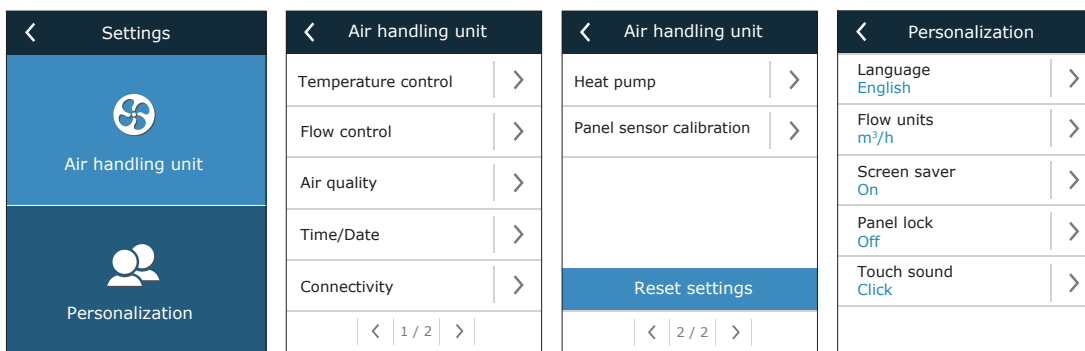 Settings
Air handling unit
Personalization
Air handling unit
Temperature control
Flow control
Air quality
Time/Date
Connectivity
1 / 2
Air handling unit
Heat pump
Panel sensor calibration
Reset settings
2 / 2
Personalization
Language
English
Flow units
m³/h
Screen saver
On
Panel lock
Off
Touch sound
Click